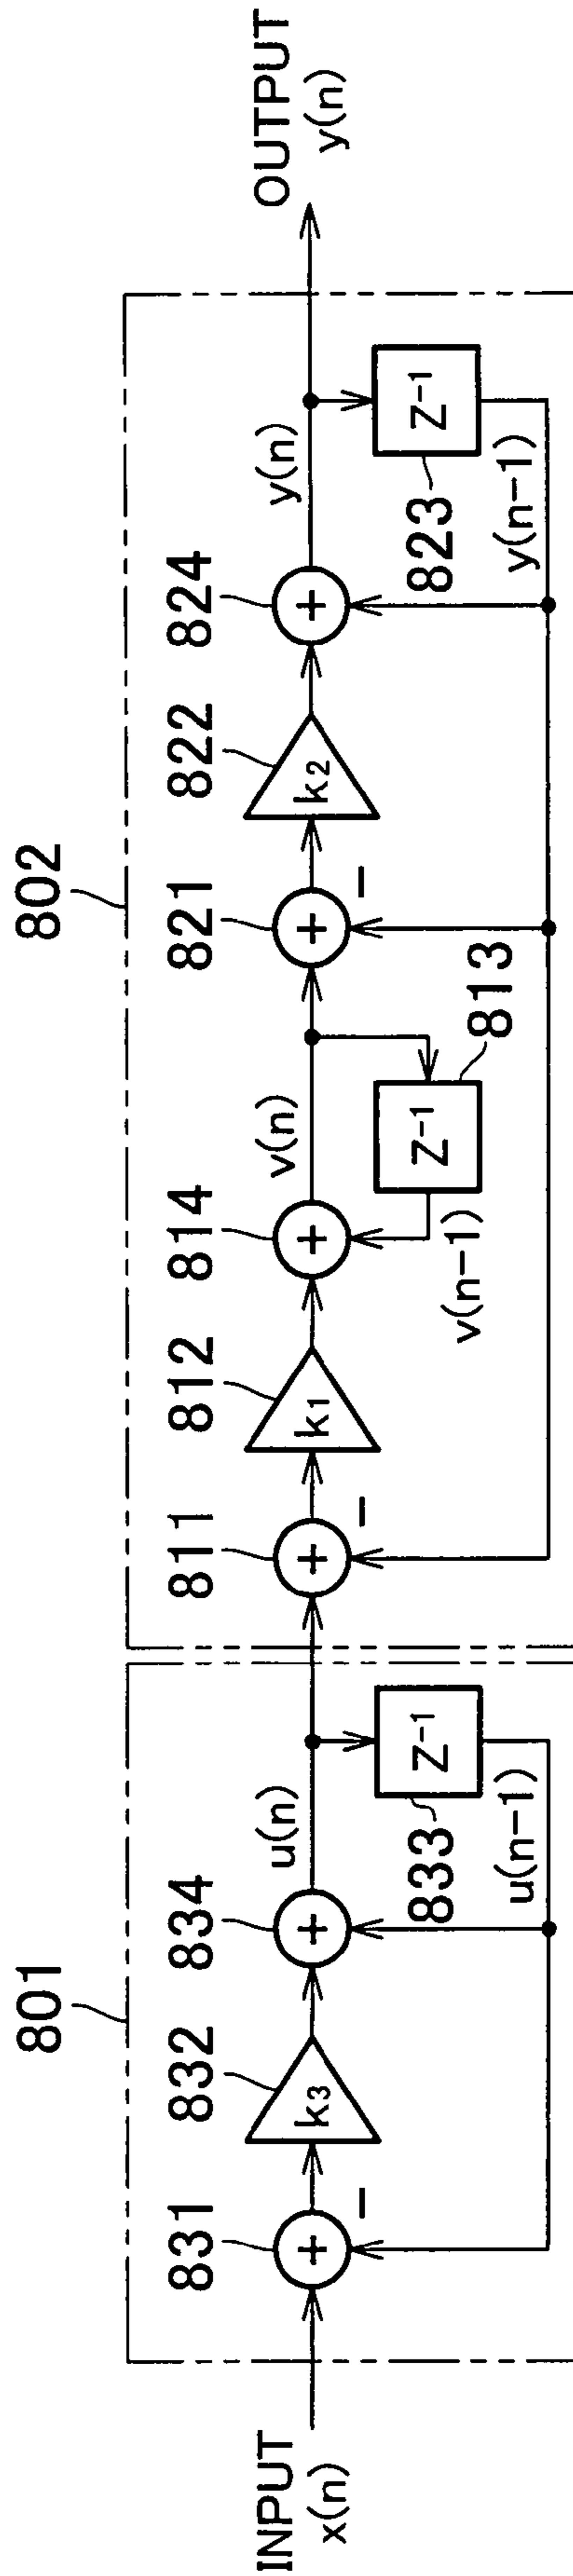 801
802
831
832
834
811
812
814
821
822
824
INPUT
x(n)
+
−
k3
+
u(n)
Z−1
833
u(n−1)
+
−
k1
+
v(n)
Z−1
813
v(n−1)
+
−
k2
+
y(n)
Z−1
823
y(n−1)
OUTPUT
y(n)